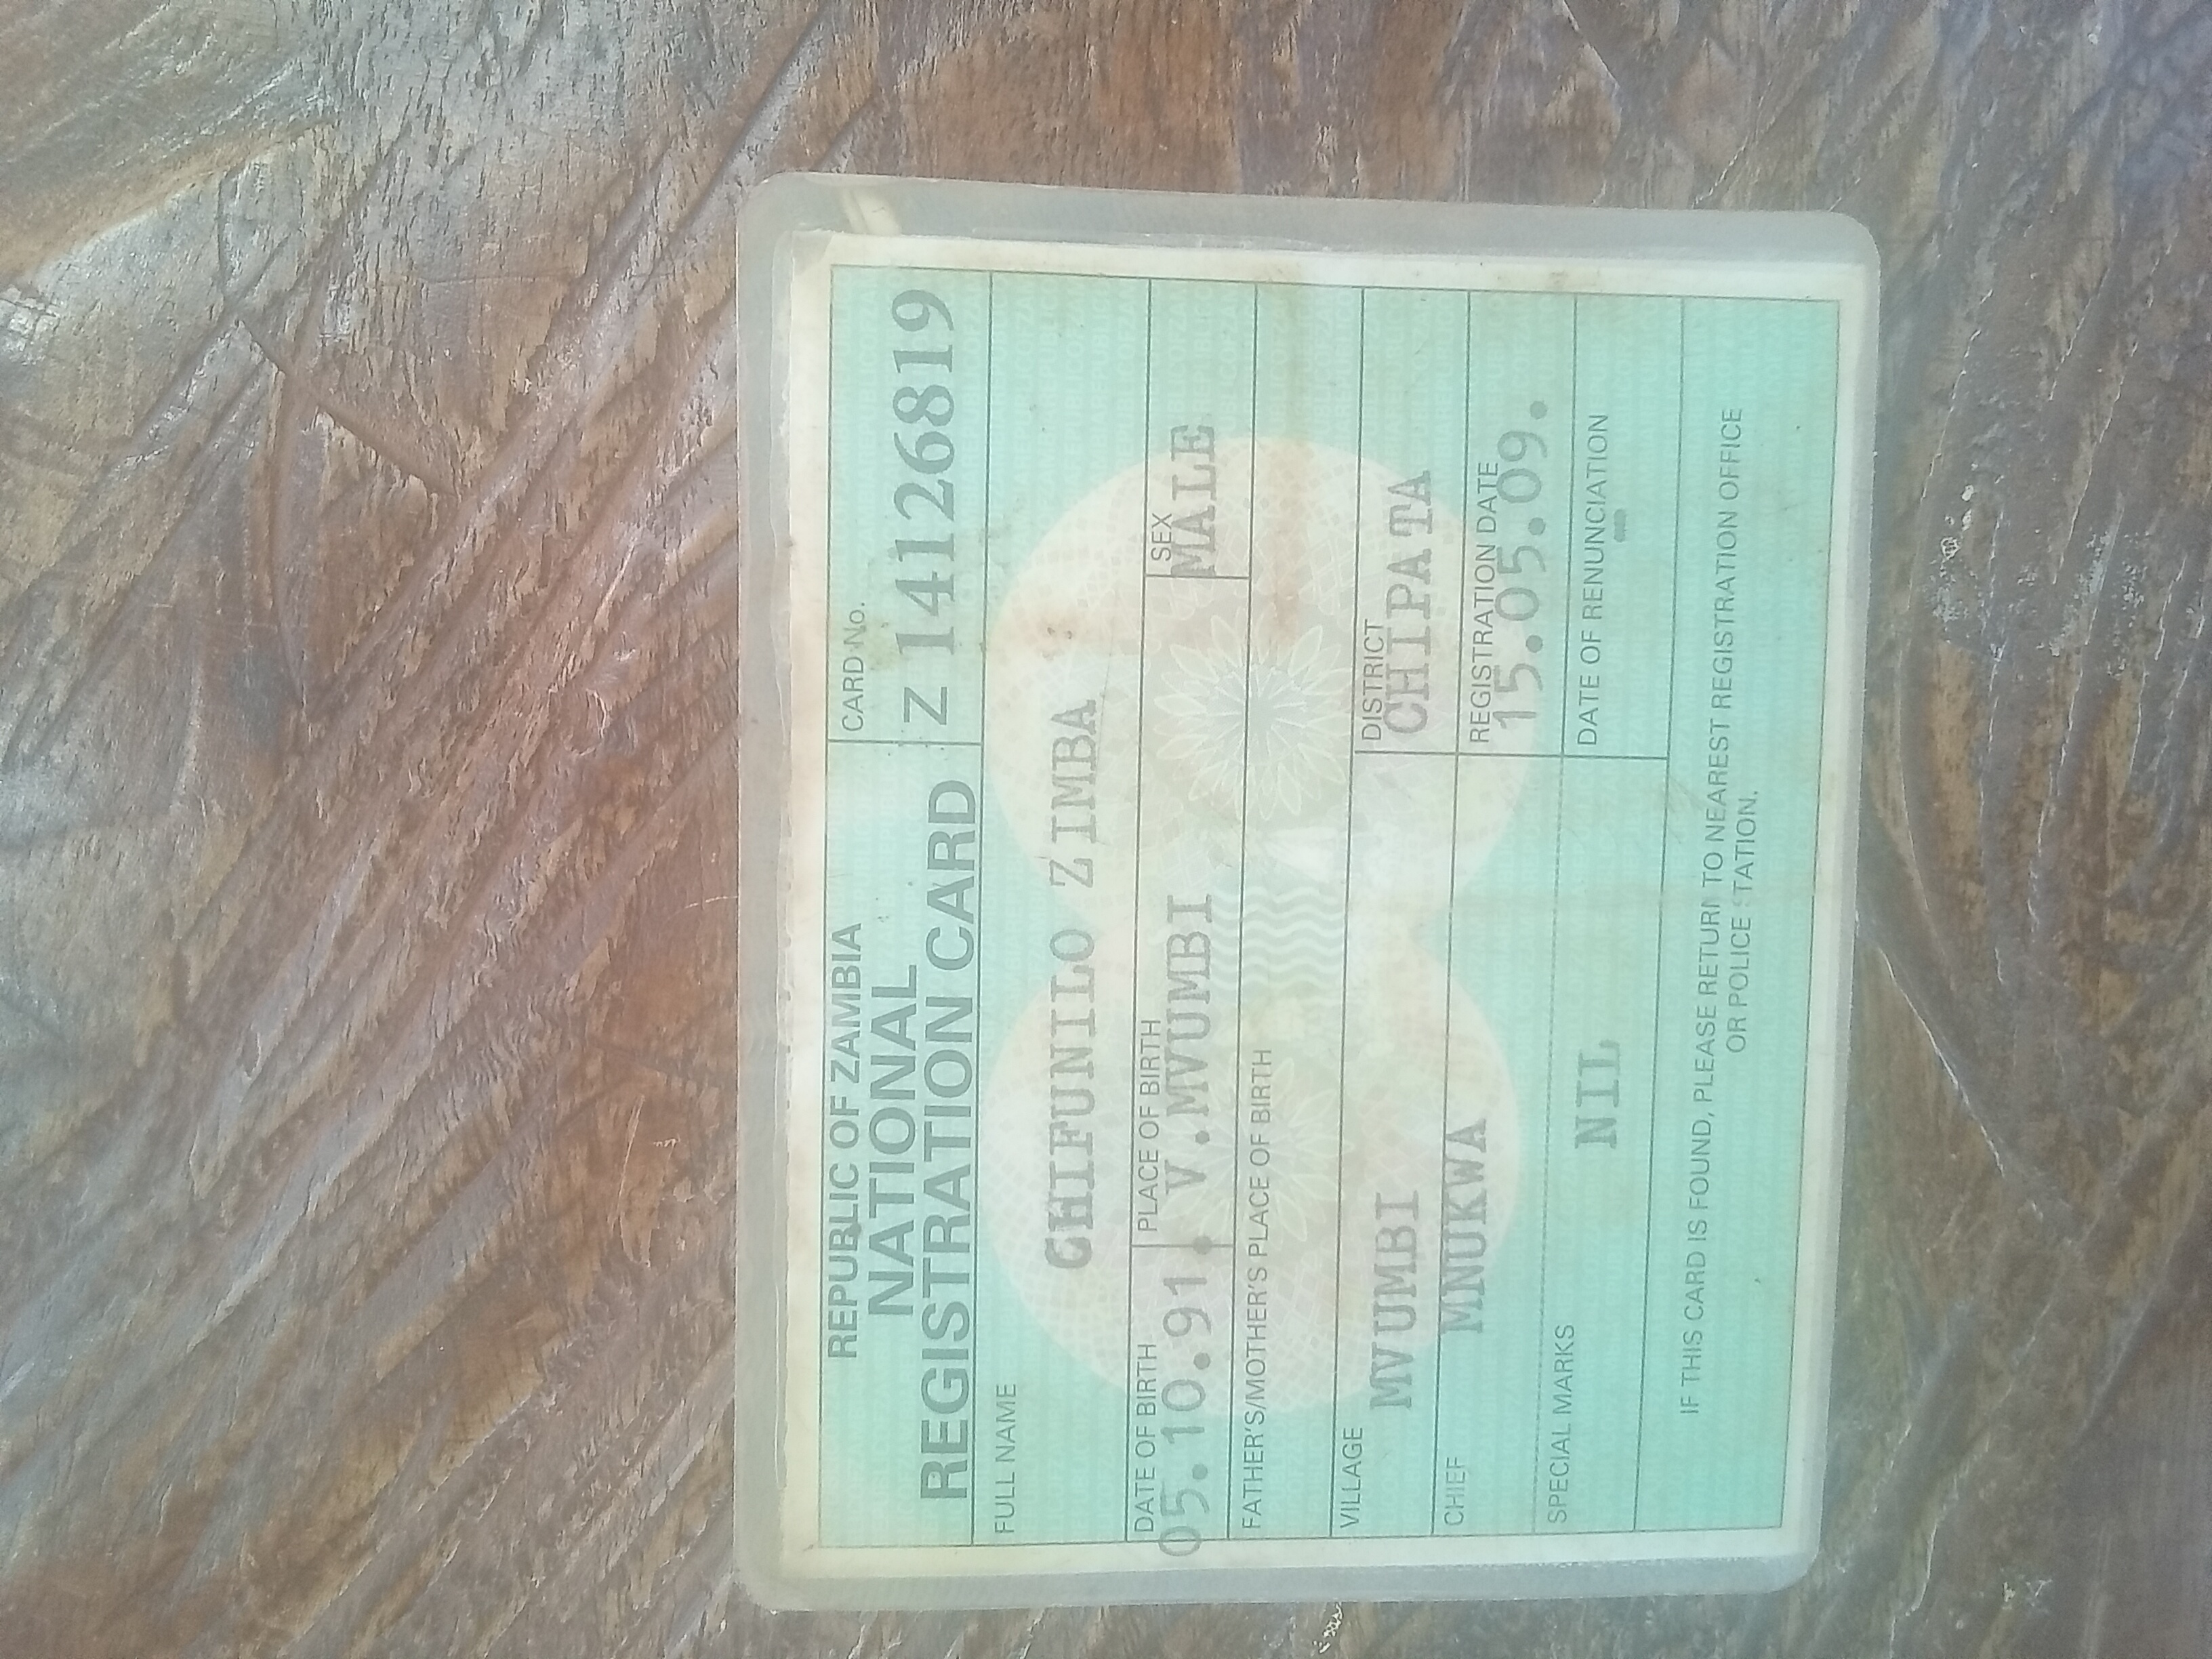 REPUBLIC OF ZAMBIA
NATIONAL
REGISTRATION CARD
CARD No.
Z 14126819
FULL NAME
CHIFUNILO ZIMBA
DATE OF BIRTH
05.10.91.
PLACE OF BIRTH
V.MVUMBI
SEX
MALE
FATHER'S/MOTHER'S PLACE OF BIRTH
VILLAGE
MVUMBI
DISTRICT
CHIPATA
CHIEF
MNUKWA
REGISTRATION DATE
15.05.09.
SPECIAL MARKS
NIL
DATE OF RENUNCIATION
-
IF THIS CARD IS FOUND, PLEASE RETURN TO NEAREST REGISTRATION OFFICE
OR POLICE STATION.